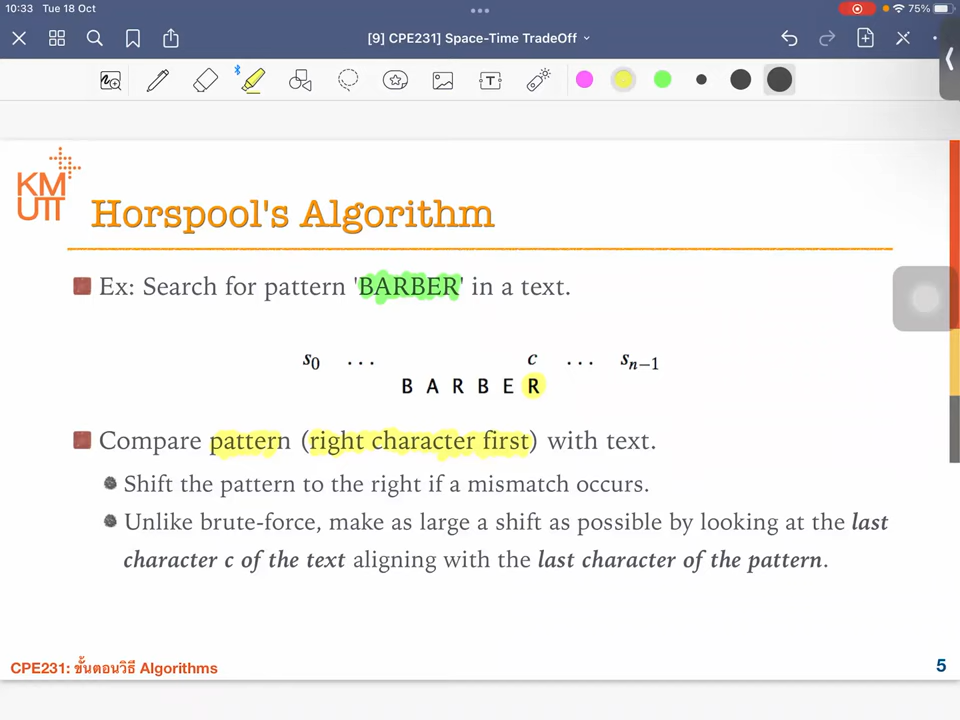 10:33 Tue 18 Oct
75%
[9] CPE231] Space-Time TradeOff
T
KM
UTT
Horspool's Algorithm
Ex: Search for pattern 'BARBER' in a text.
s0 ... c ... sn−1
B A R B E R
Compare pattern (right character first) with text.
Shift the pattern to the right if a mismatch occurs.
Unlike brute-force, make as large a shift as possible by looking at the last
character c of the text aligning with the last character of the pattern.
CPE231: ขั้นตอนวิธี Algorithms
5